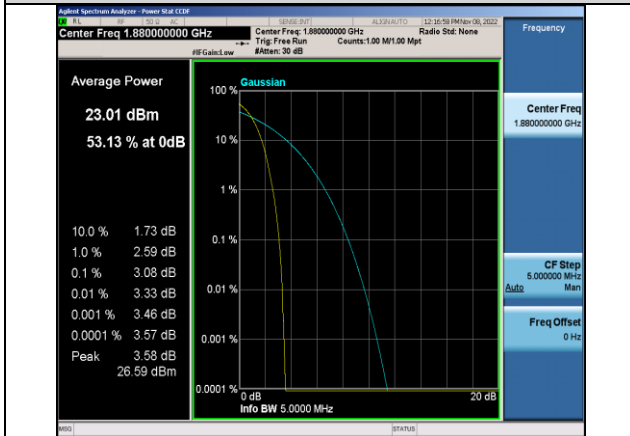 Agilent Spectrum Analyzer - Power Stat CCDF
RL RF 50 Ω AC SENSE:INT ALIGN AUTO 12:16:58 PM Nov 08, 2022
Center Freq 1.880000000 GHz
Center Freq: 1.880000000 GHz Radio Std: None
Trig: Free Run Counts:1.00 M/1.00 Mpt
#IFGain:Low #Atten: 30 dB
Frequency
Average Power
23.01 dBm
53.13 % at 0dB
10.0 % 1.73 dB
1.0 % 2.59 dB
0.1 % 3.08 dB
0.01 % 3.33 dB
0.001 % 3.46 dB
0.0001 % 3.57 dB
Peak 3.58 dB
26.59 dBm
Gaussian
100 %
10 %
1 %
0.1 %
0.01 %
0.001 %
0.0001 %
0 dB 20 dB
Info BW 5.0000 MHz
Center Freq
1.880000000 GHz
CF Step
5.000000 MHz
Auto Man
Freq Offset
0 Hz
MSG STATUS